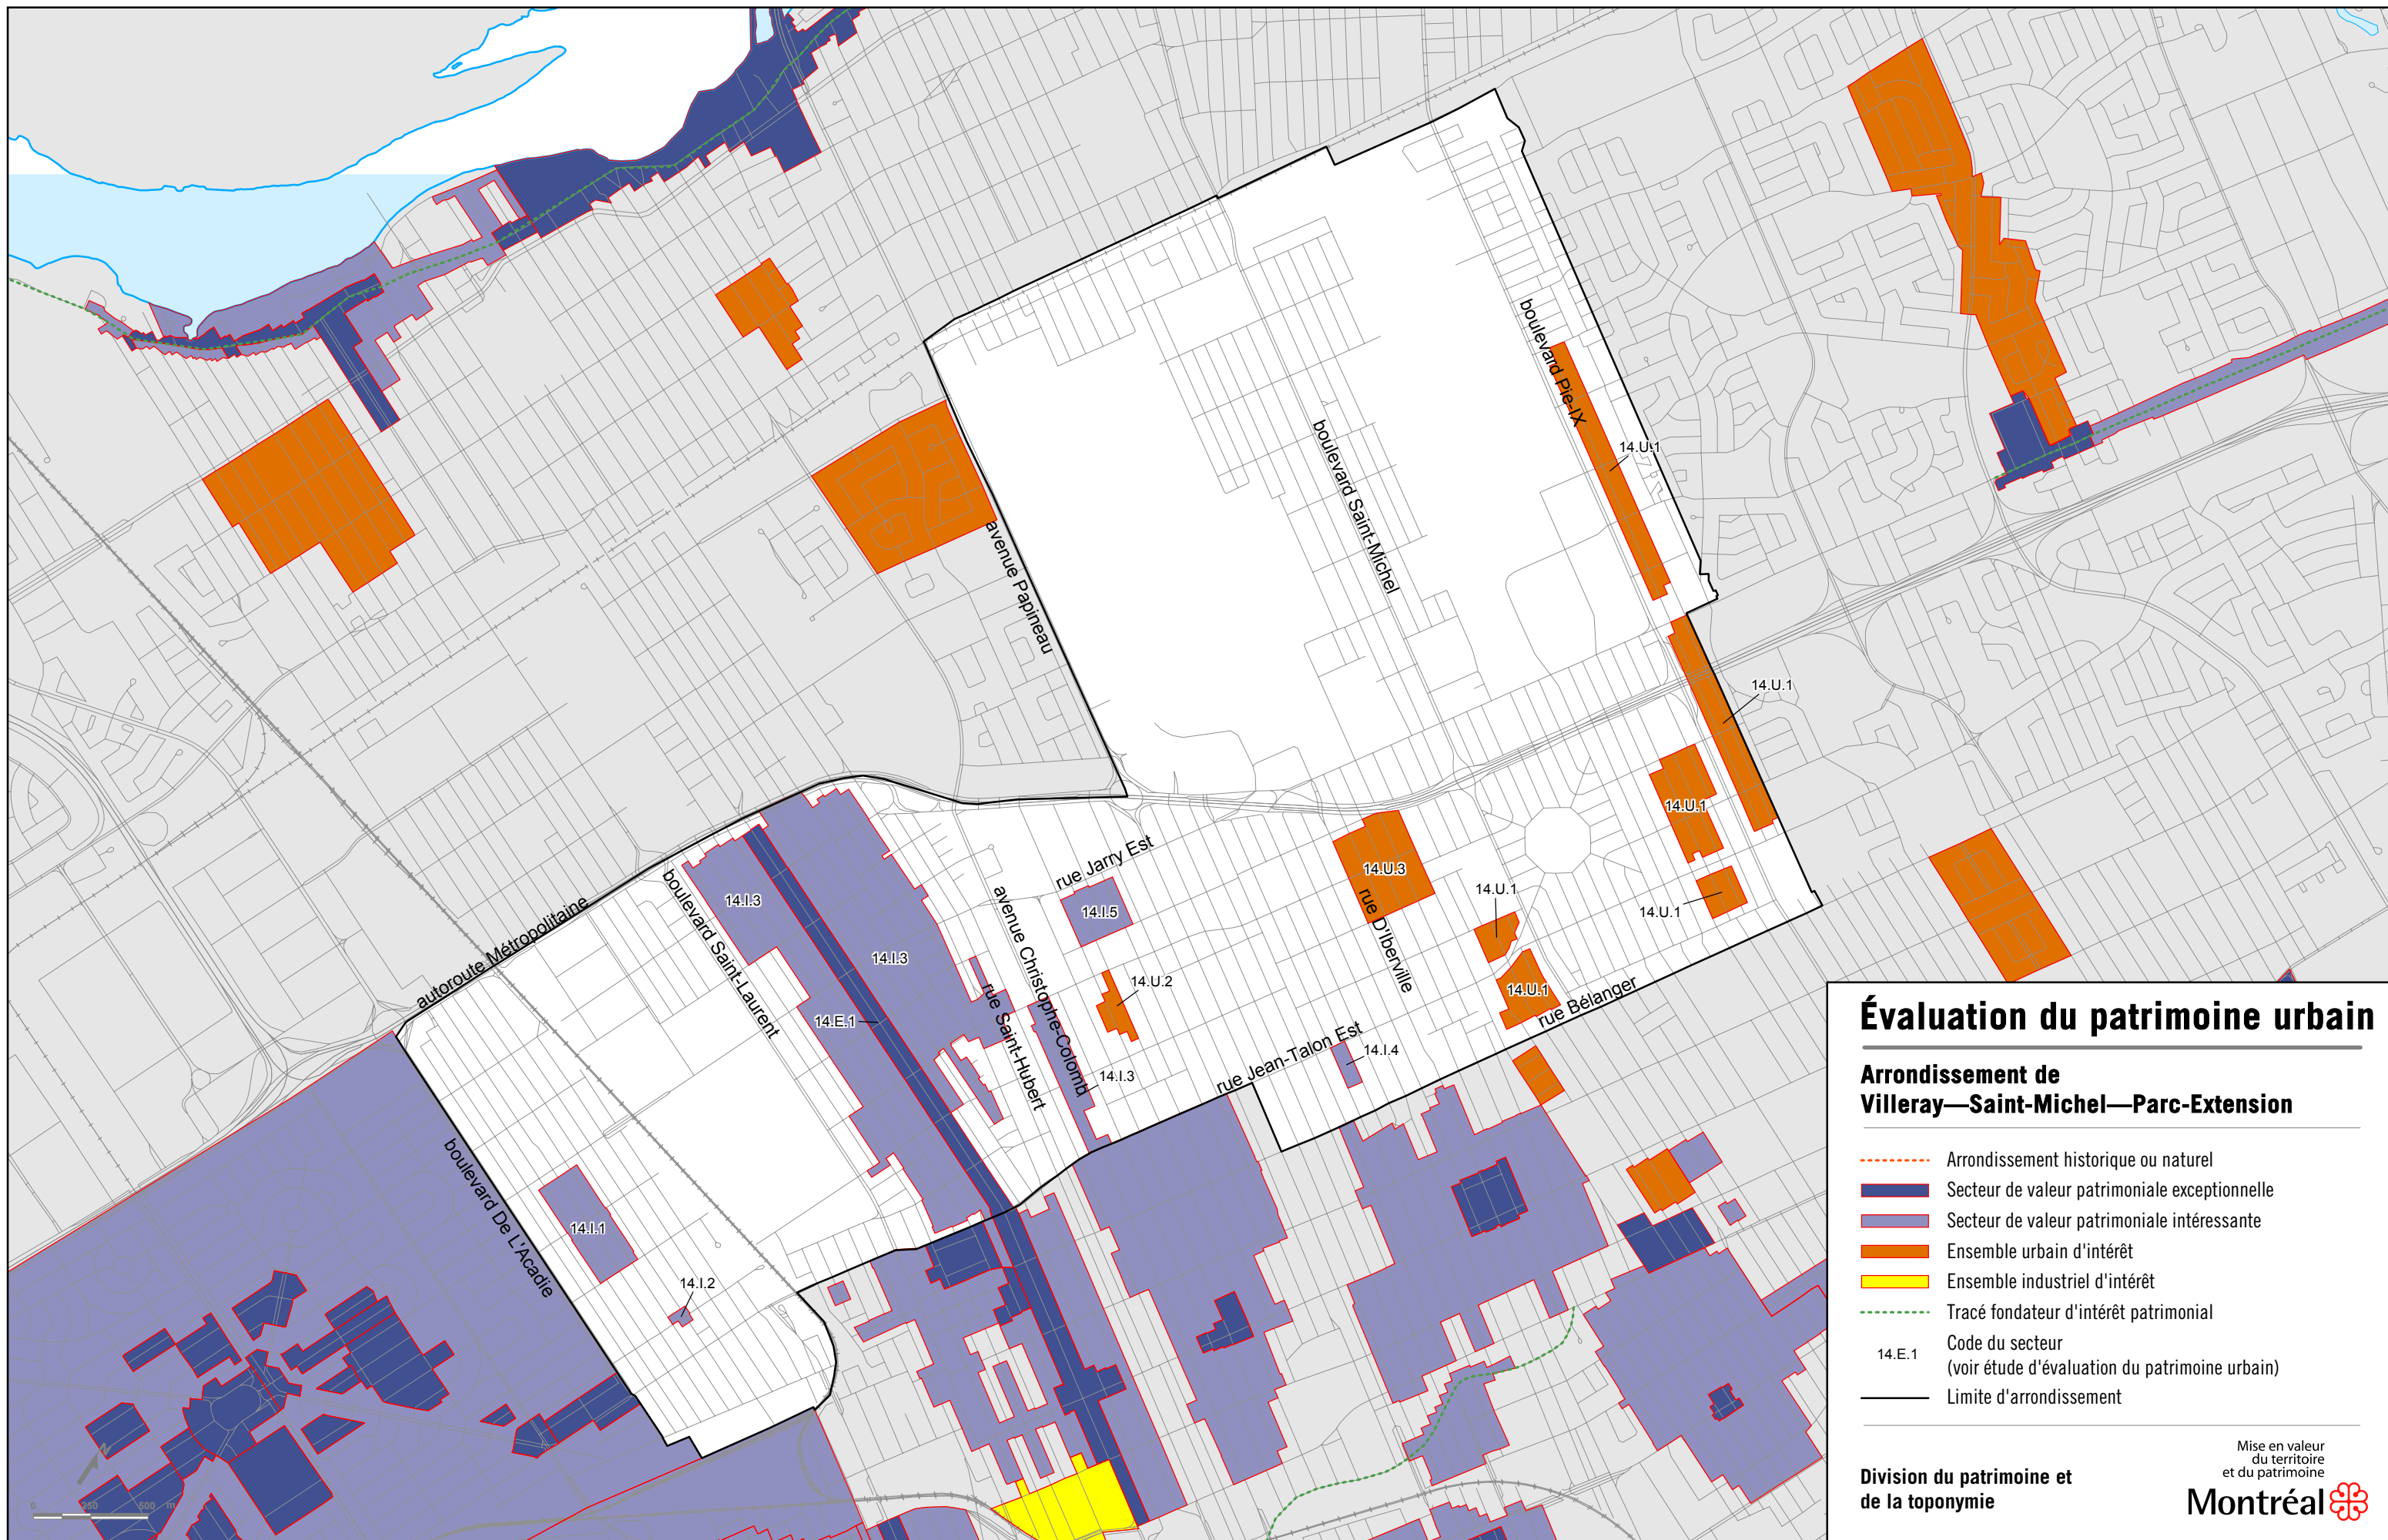 boulevard Pie-IX
14.U.1
boulevard Saint-Michel
avenue Papineau
14.U.1
14.U.1
rue Jarry Est
14.U.3
autoroute Métropolitaine
boulevard Saint-Laurent
14.I.3
avenue Christophe-Colomb
14.I.5
rue D'Iberville
14.U.1
14.U.1
14.I.3
14.U.2
14.U.1
rue Bélanger
14.E.1
rue Saint-Hubert
14.I.3
rue Jean-Talon Est
14.I.4
boulevard De L'Acadie
14.I.1
14.I.2
N
0 250 500 m
Évaluation du patrimoine urbain
Arrondissement de
Villeray—Saint-Michel—Parc-Extension
Arrondissement historique ou naturel
Secteur de valeur patrimoniale exceptionnelle
Secteur de valeur patrimoniale intéressante
Ensemble urbain d'intérêt
Ensemble industriel d'intérêt
Tracé fondateur d'intérêt patrimonial
14.E.1 Code du secteur
(voir étude d'évaluation du patrimoine urbain)
Limite d'arrondissement
Division du patrimoine et
de la toponymie
Mise en valeur
du territoire
et du patrimoine
Montréal